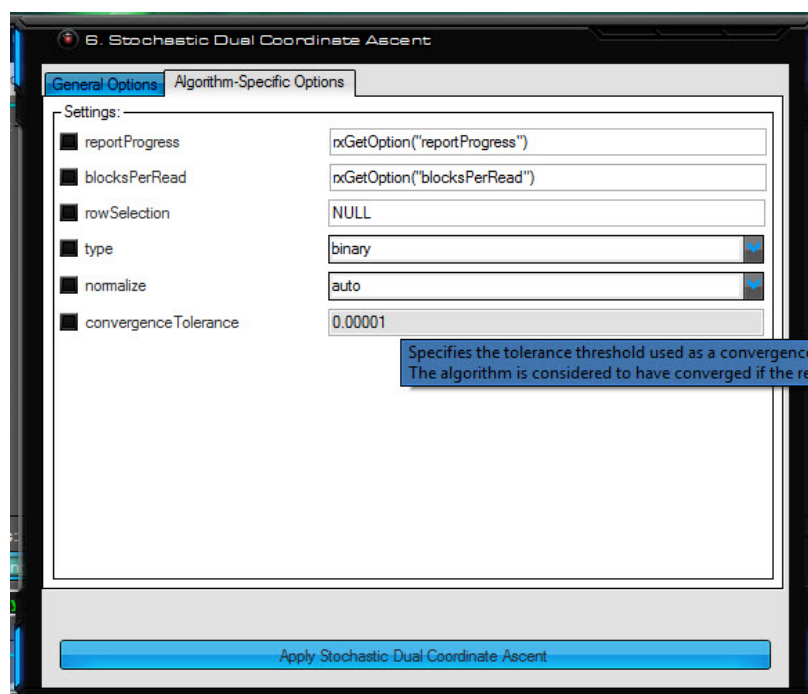 6. Stochastic Dual Coordinate Ascent
General Options Algorithm-Specific Options
Settings:
reportProgress rxGetOption("reportProgress")
blocksPerRead rxGetOption("blocksPerRead")
rowSelection NULL
type binary
normalize auto
convergenceTolerance 0.00001
Specifies the tolerance threshold used as a convergence
The algorithm is considered to have converged if the re
Apply Stochastic Dual Coordinate Ascent